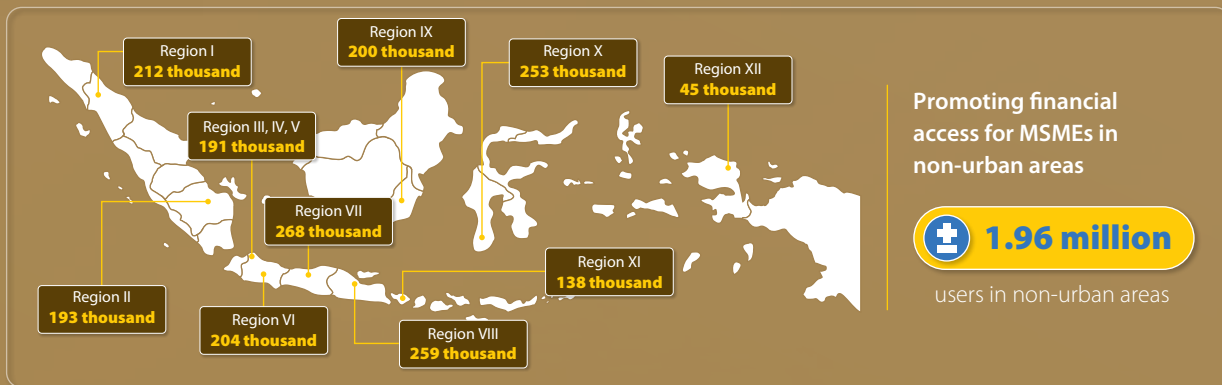 Region I
212 thousand
Region IX
200 thousand
Region X
253 thousand
Region XII
45 thousand
Region III, IV, V
191 thousand
Region VII
268 thousand
Region XI
138 thousand
Region II
193 thousand
Region VI
204 thousand
Region VIII
259 thousand
Promoting financial
access for MSMEs in
non-urban areas
± 1.96 million
users in non-urban areas